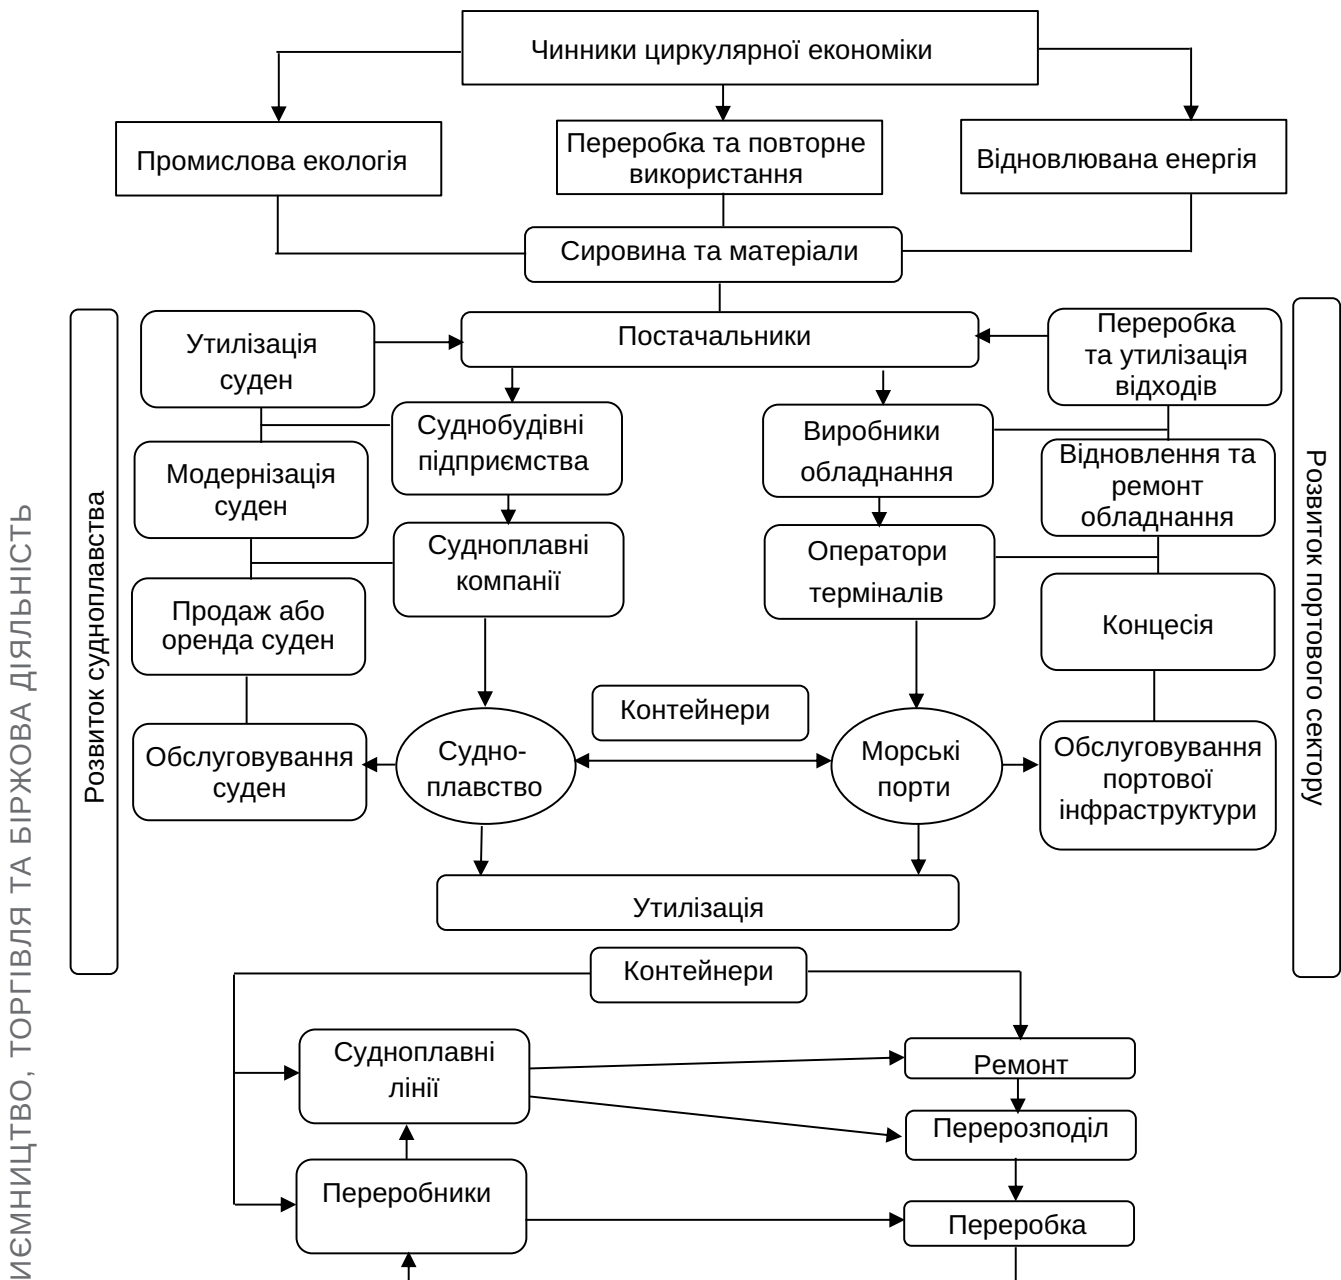 Чинники циркулярної економіки
Промислова екологія
Переробка та повторне
використання
Відновлювана енергія
Сировина та матеріали
Розвиток судноплавства
Утилізація
суден
Постачальники
Переробка
та утилізація
відходів
Розвиток портового сектору
Суднобудівні
підприємства
Виробники
обладнання
Модернізація
суден
Відновлення та
ремонт
обладнання
Судноплавні
компанії
Оператори
терміналів
Продаж або
оренда суден
Концесія
Контейнери
Обслуговування
суден
Судно-
плавство
Морські
порти
Обслуговування
портової
інфраструктури
Утилізація
Контейнери
Судноплавні
лінії
Ремонт
Перерозподіл
Переробники
Переробка
ИЄМНИЦТВО, ТОРГІВЛЯ ТА БІРЖОВА ДІЯЛЬНІСТЬ